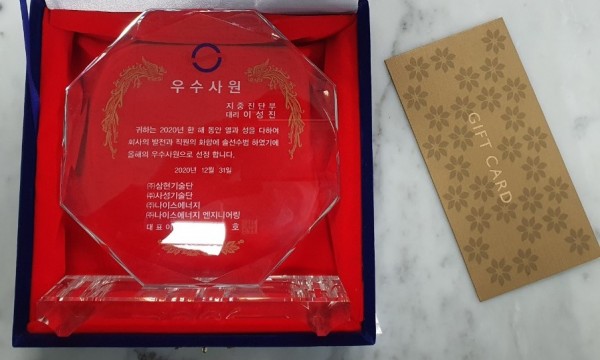 우수사원
지중진단부
대리 이성진
귀하는 2020년 한 해 동안 열과 성을 다하여
회사의 발전과 직원의 화합에 솔선수범 하였기에
올해의 우수사원으로 선정 합니다.
2020년 12월 31일
㈜상현기술단
㈜사성기술단
㈜나이스에너지
㈜나이스에너지 엔지니어링
대표이 호
GIFT CARD